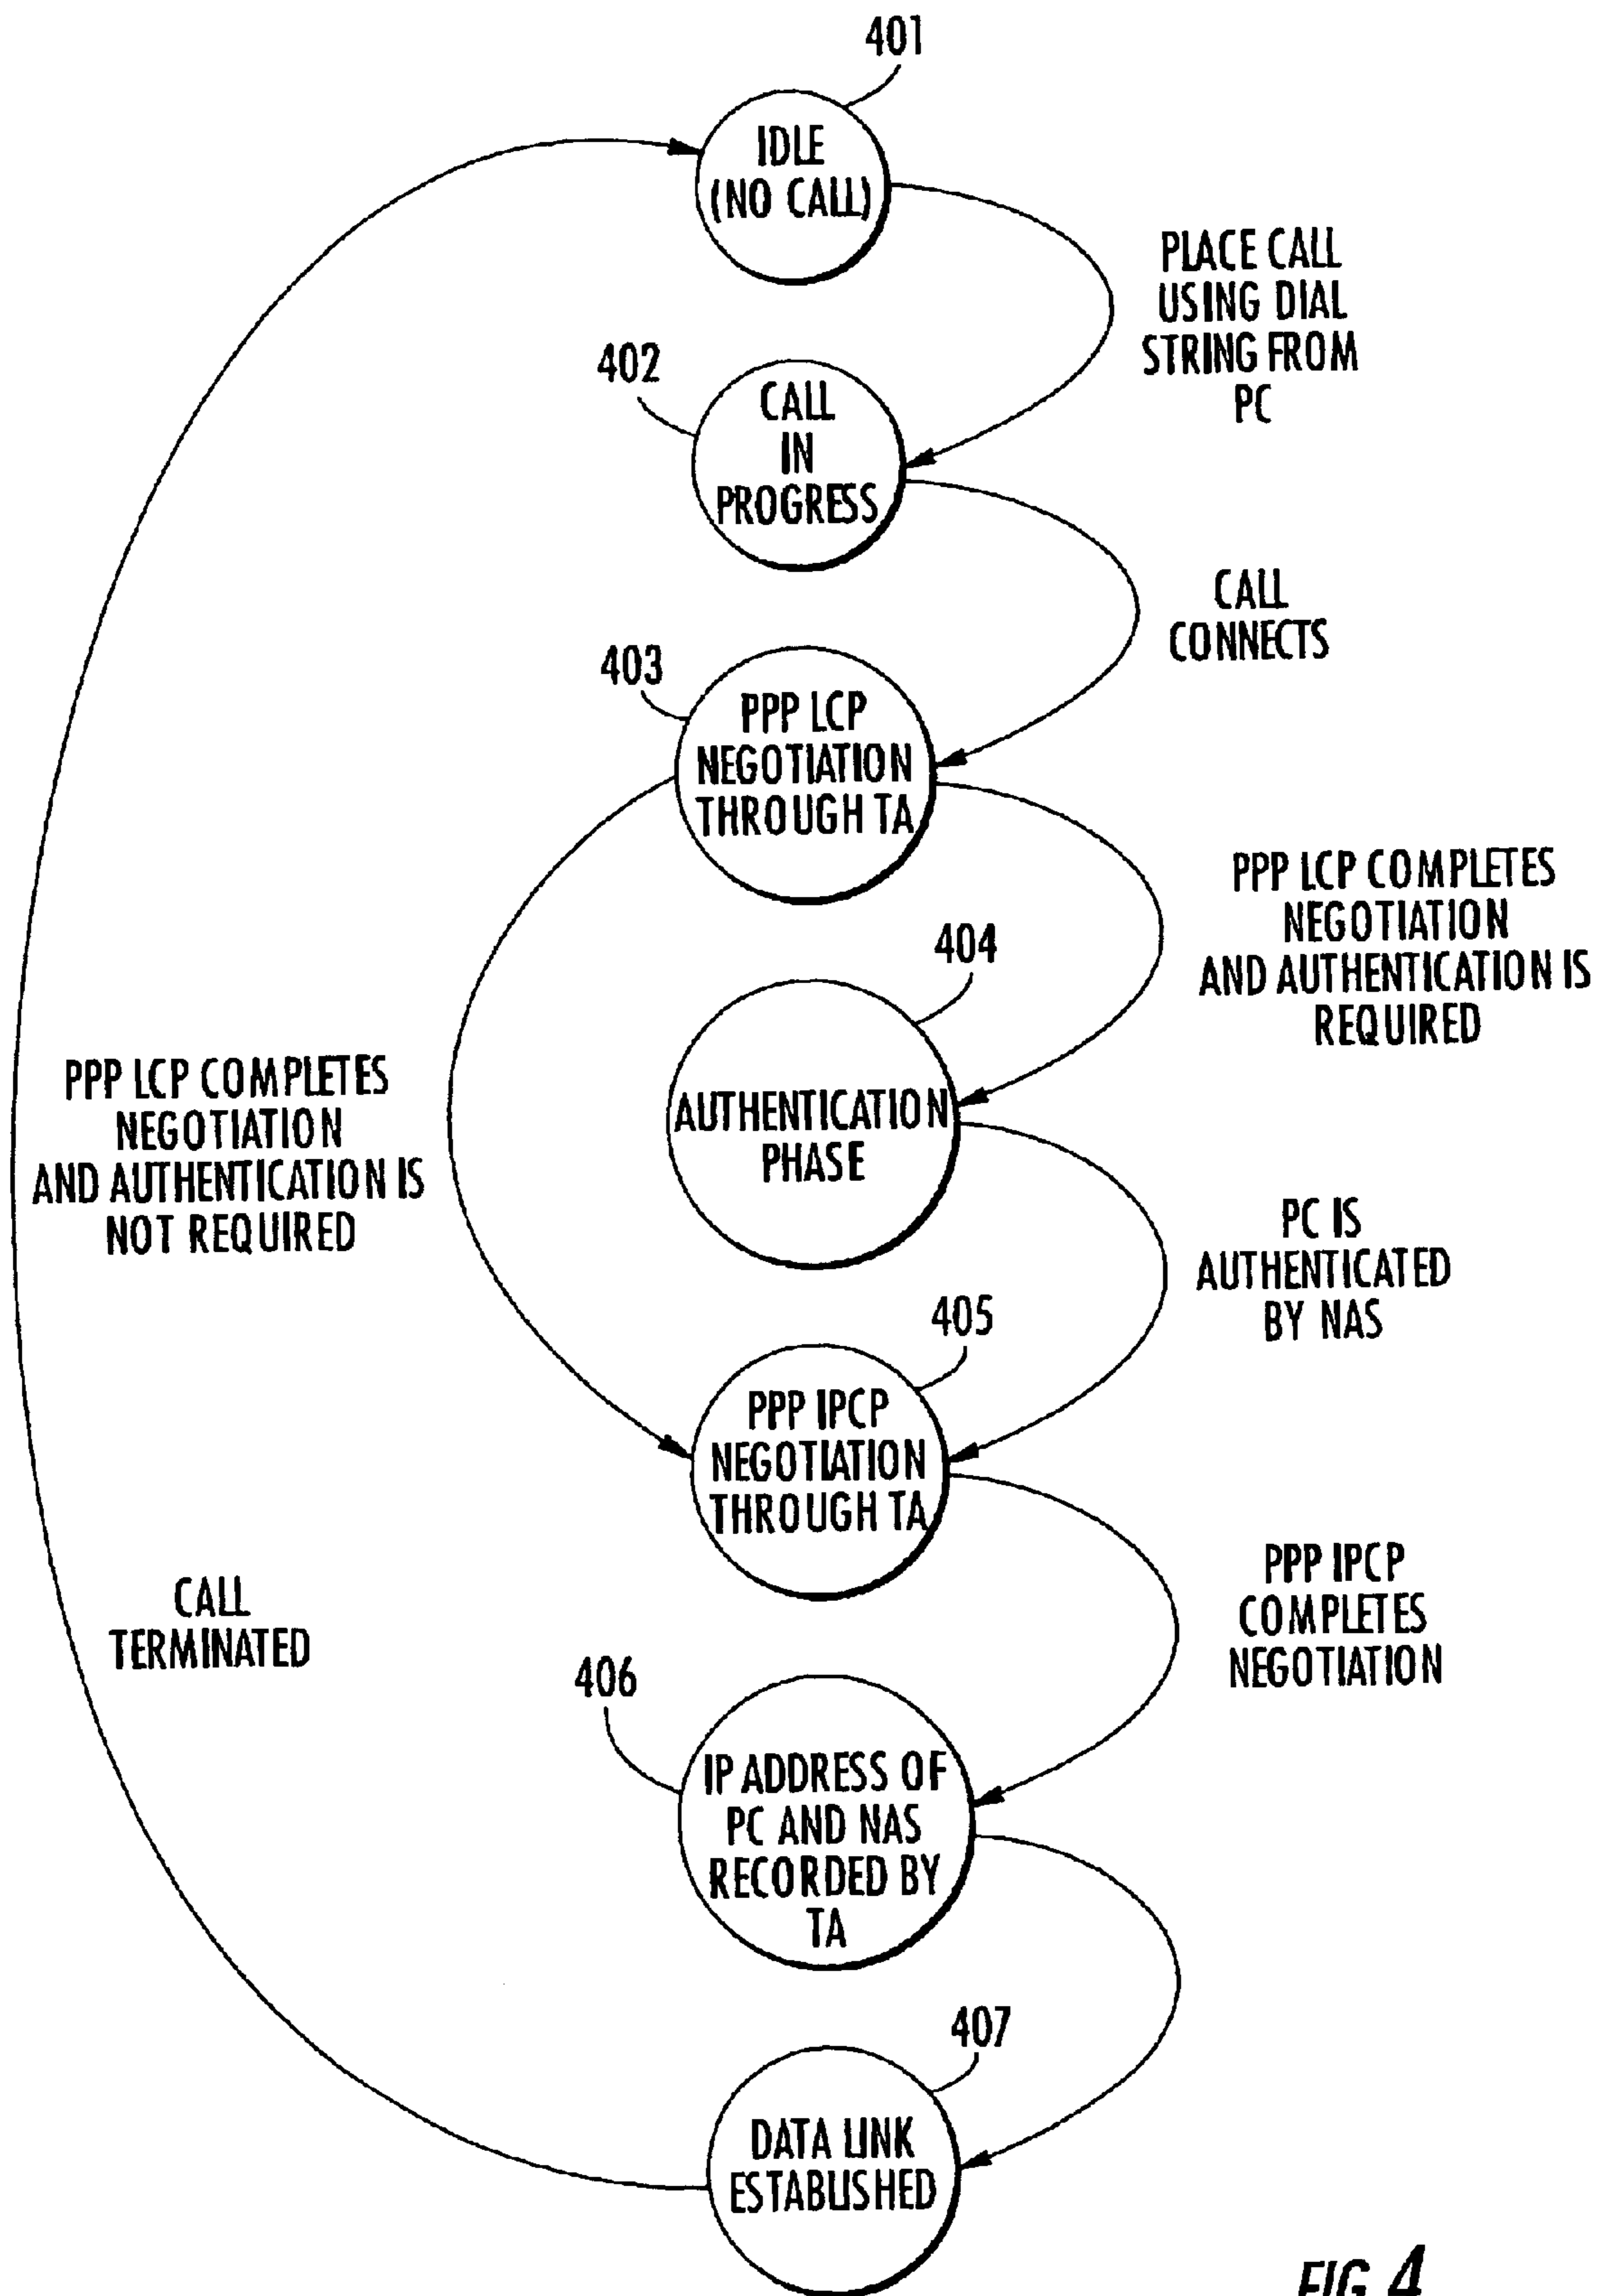 401
IDLE
(NO CALL)
PLACE CALL
USING DIAL
STRING FROM
PC
402
CALL
IN
PROGRESS
CALL
CONNECTS
403
PPP LCP
NEGOTIATION
THROUGH TA
PPP LCP COMPLETES
NEGOTIATION
AND AUTHENTICATION IS
REQUIRED
404
AUTHENTICATION
PHASE
PPP LCP COMPLETES
NEGOTIATION
AND AUTHENTICATION IS
NOT REQUIRED
PC IS
AUTHENTICATED
BY NAS
405
PPP IPCP
NEGOTIATION
THROUGH TA
PPP IPCP
COMPLETES
NEGOTIATION
CALL
TERMINATED
406
IP ADDRESS OF
PC AND NAS
RECORDED BY
TA
407
DATA LINK
ESTABLISHED
FIG. 4